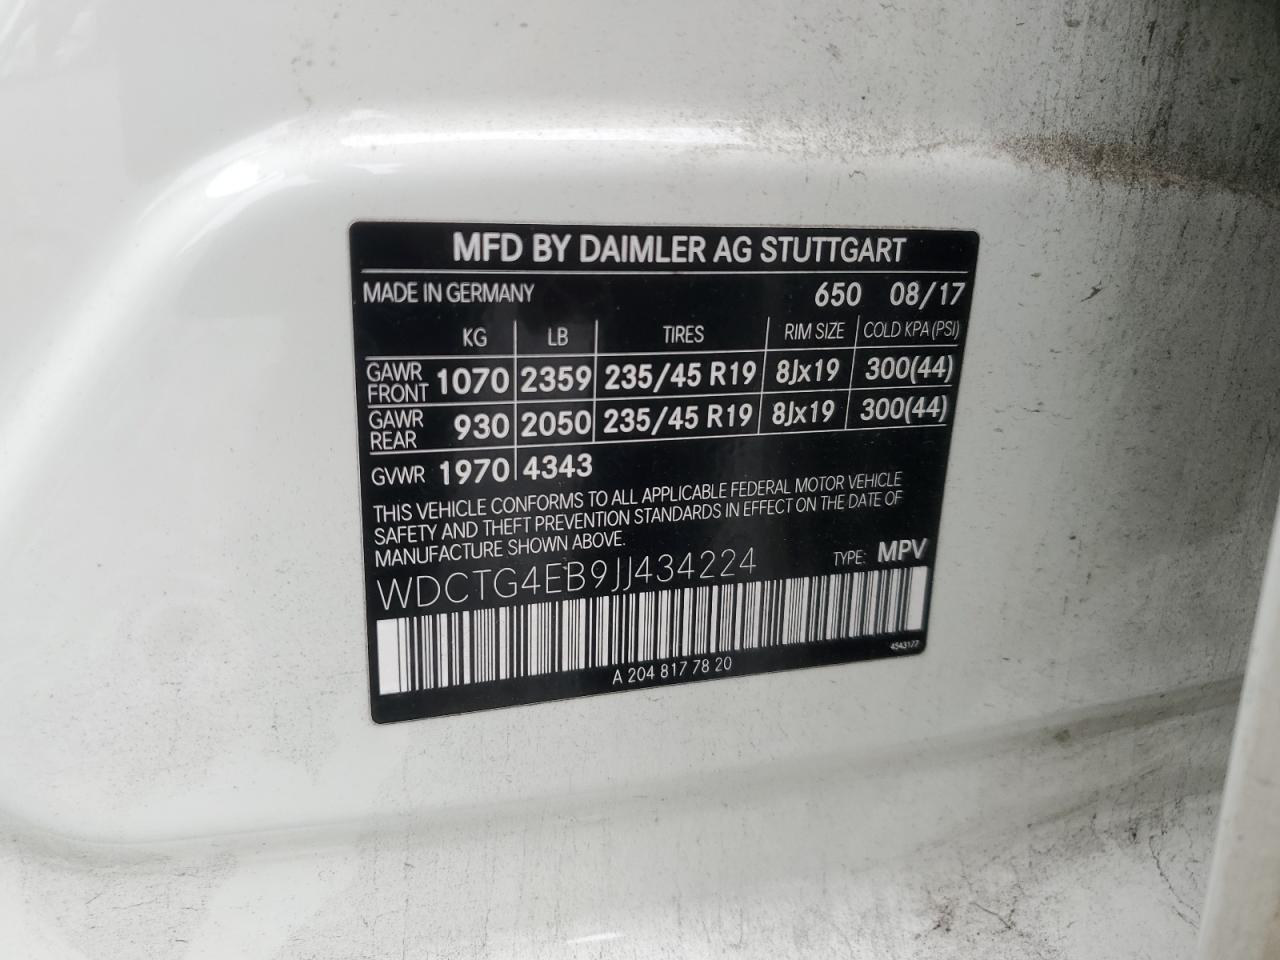 MFD BY DAIMLER AG STUTTGART
MADE IN GERMANY 650 08/17
KG LB TIRES RIM SIZE COLD KPA (PSI)
GAWR FRONT 1070 2359 235/45 R19 8Jx19 300(44)
GAWR REAR 930 2050 235/45 R19 8Jx19 300(44)
GVWR 1970 4343
THIS VEHICLE CONFORMS TO ALL APPLICABLE FEDERAL MOTOR VEHICLE
SAFETY AND THEFT PREVENTION STANDARDS IN EFFECT ON THE DATE OF
MANUFACTURE SHOWN ABOVE.
WDCTG4EB9JJ434224 TYPE: MPV
4543177
A 204 817 78 20